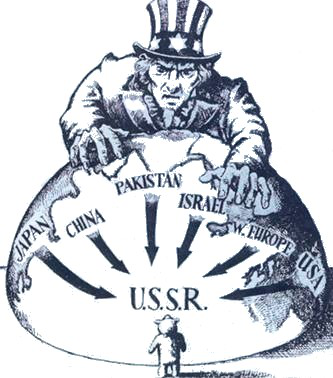 JAPAN
CHINA
PAKISTAN
ISRAEL
W. EUROPE
USA
U.S.S.R.